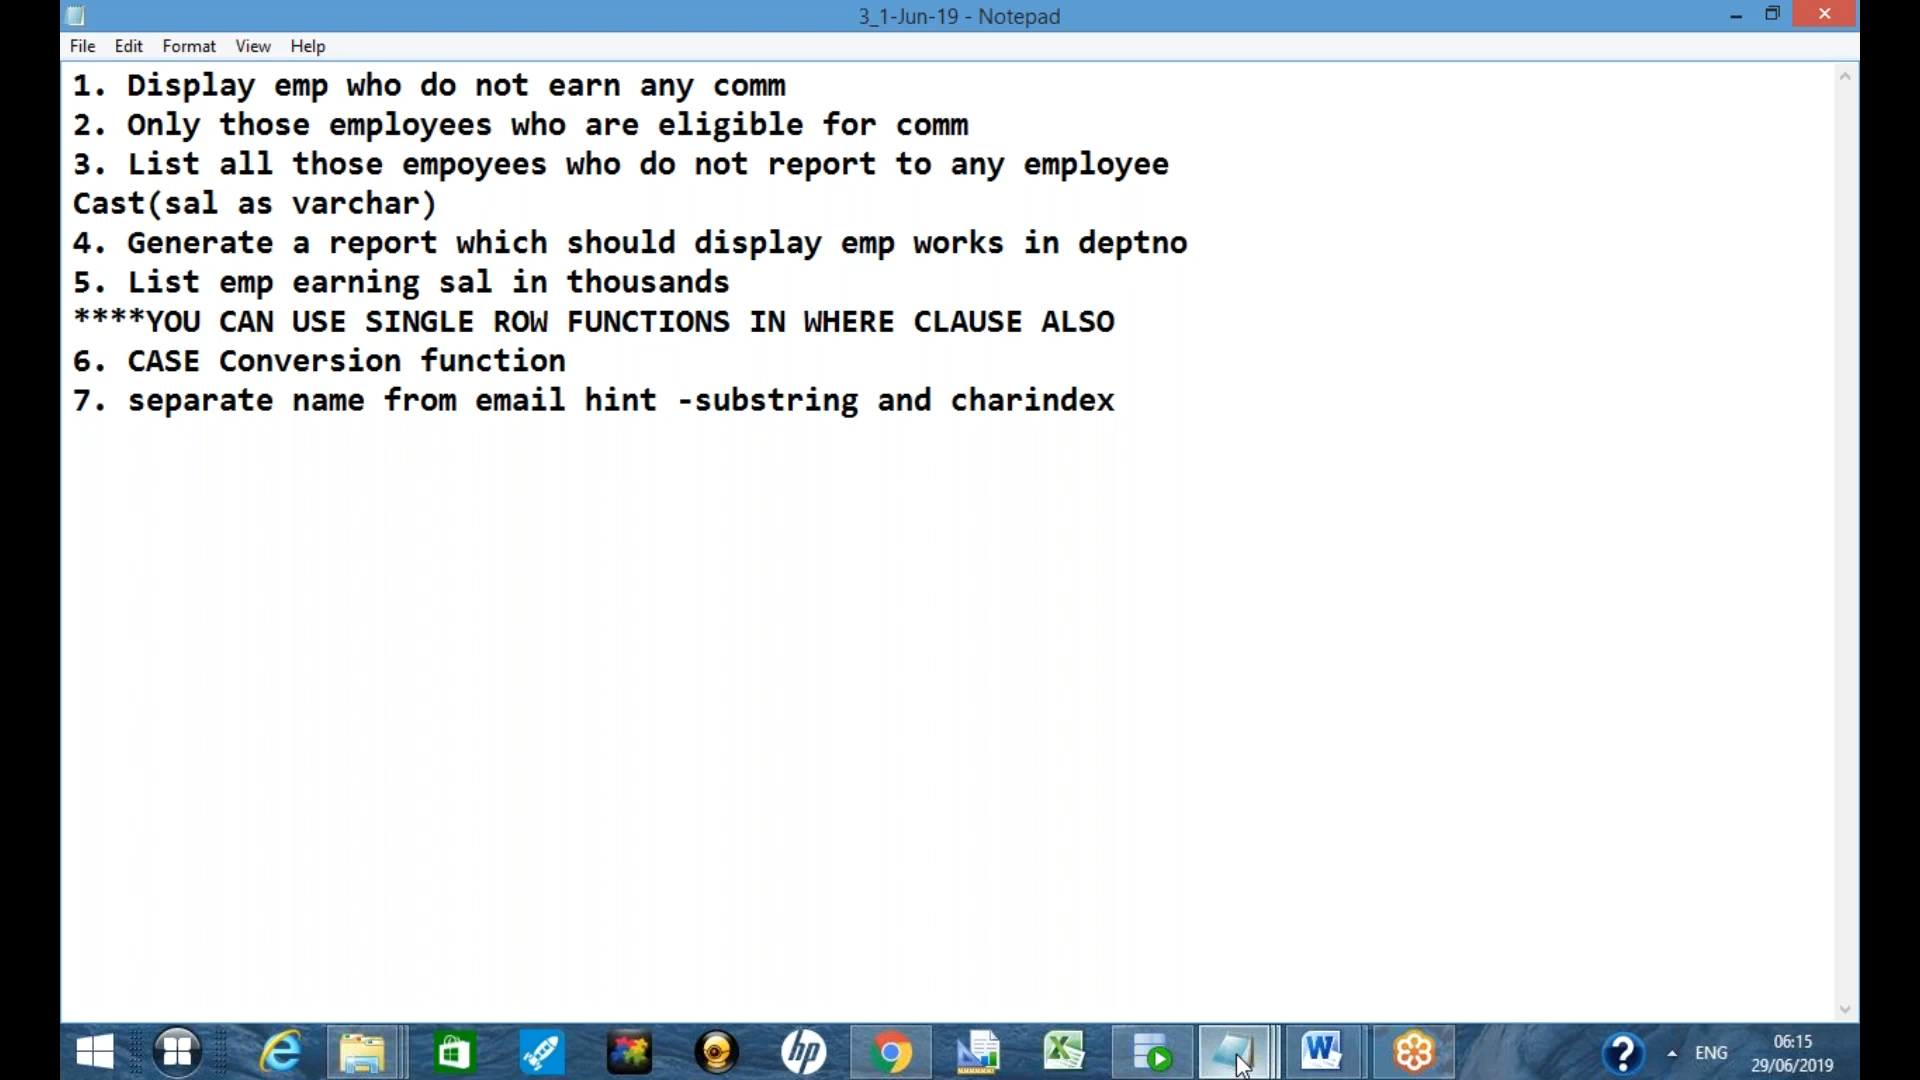 3_1-Jun-19 - Notepad
File Edit Format View Help
1. Display emp who do not earn any comm
2. Only those employees who are eligible for comm
3. List all those empoyees who do not report to any employee
Cast(sal as varchar)
4. Generate a report which should display emp works in deptno
5. List emp earning sal in thousands
****YOU CAN USE SINGLE ROW FUNCTIONS IN WHERE CLAUSE ALSO
6. CASE Conversion function
7. separate name from email hint -substring and charindex
hp
ENG
06:15
29/06/2019